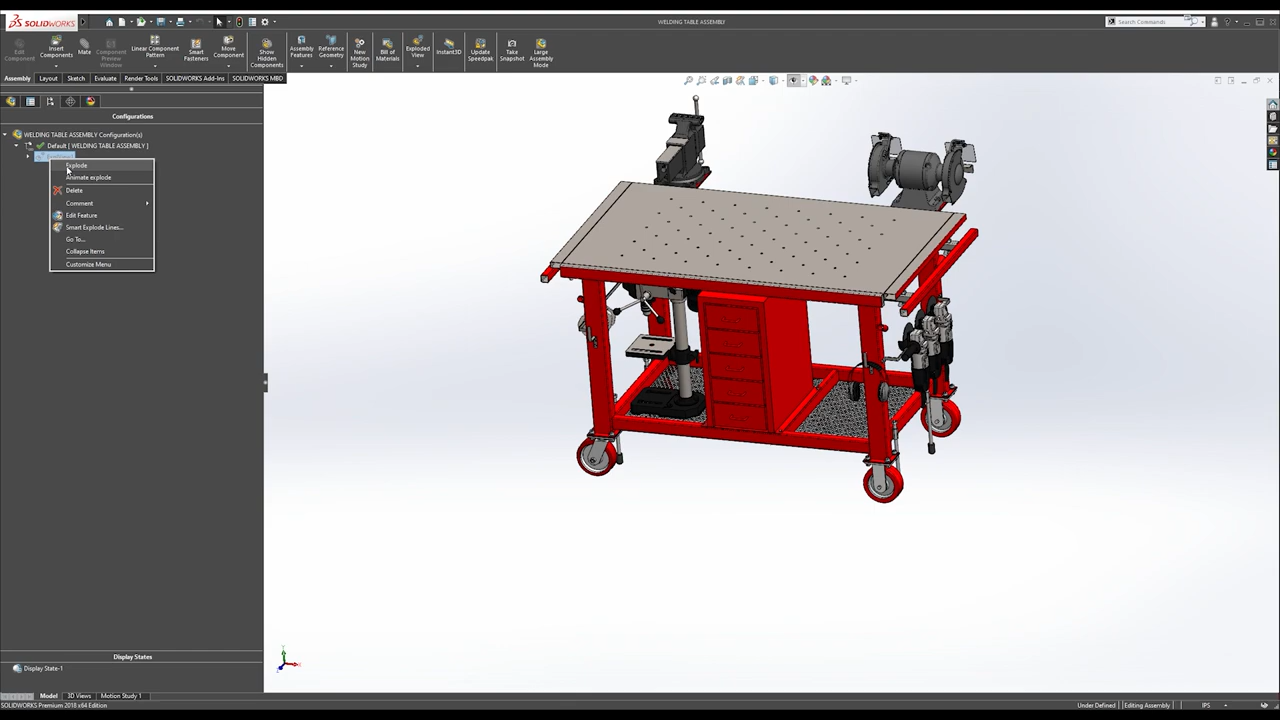 SOLIDWORKS
WELDING TABLE ASSEMBLY
Search Commands
Edit Component
Insert Components
Mate
Component Preview Window
Linear Component Pattern
Smart Fasteners
Move Component
Show Hidden Components
Assembly Features
Reference Geometry
New Motion Study
Bill of Materials
Exploded View
Instant3D
Update Speedpak
Take Snapshot
Large Assembly Mode
Assembly Layout Sketch Evaluate Render Tools SOLIDWORKS Add-Ins SOLIDWORKS MBD
Configurations
WELDING TABLE ASSEMBLY Configuration(s)
Default [ WELDING TABLE ASSEMBLY ]
Explode
Animate explode
Delete
Comment
Edit Feature
Smart Explode Lines...
Go To...
Collapse Items
Customize Menu
Display States
Display State-1
Model 3D Views Motion Study 1
SOLIDWORKS Premium 2018 x64 Edition
Under Defined Editing Assembly IPS